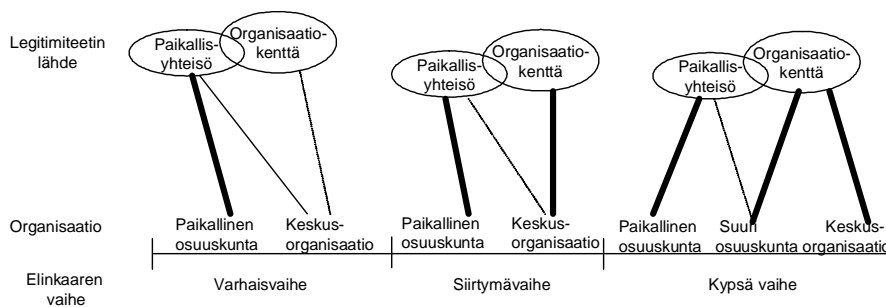 Legitimiteetin
lähde
Paikallis-
yhteisö
Organisaatio-
kenttä
Paikallis-
yhteisö
Organisaatio-
kenttä
Paikallis-
yhteisö
Organisaatio-
kenttä
Organisaatio
Paikallinen
osuuskunta
Keskus-
organisaatio
Paikallinen
osuuskunta
Keskus-
organisaatio
Paikallinen
osuuskunta
Suuri
osuuskunta
Keskus-
organisaatio
Elinkaaren
vaihe
Varhaisvaihe
Siirtymävaihe
Kypsä vaihe